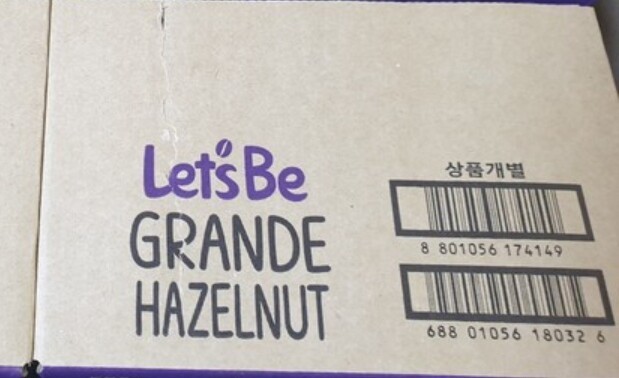 Let's Be
GRANDE
HAZELNUT
상품개별
8 801056 174149
688 01056 18032 6